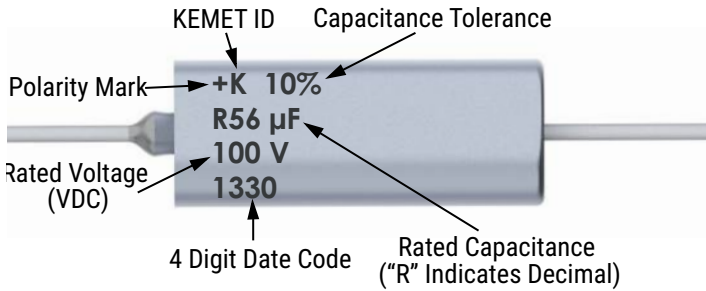 KEMET ID
Capacitance Tolerance
Polarity Mark
+K 10%
R56 µF
Rated Voltage
(VDC)
100 V
1330
4 Digit Date Code
Rated Capacitance
(“R” Indicates Decimal)